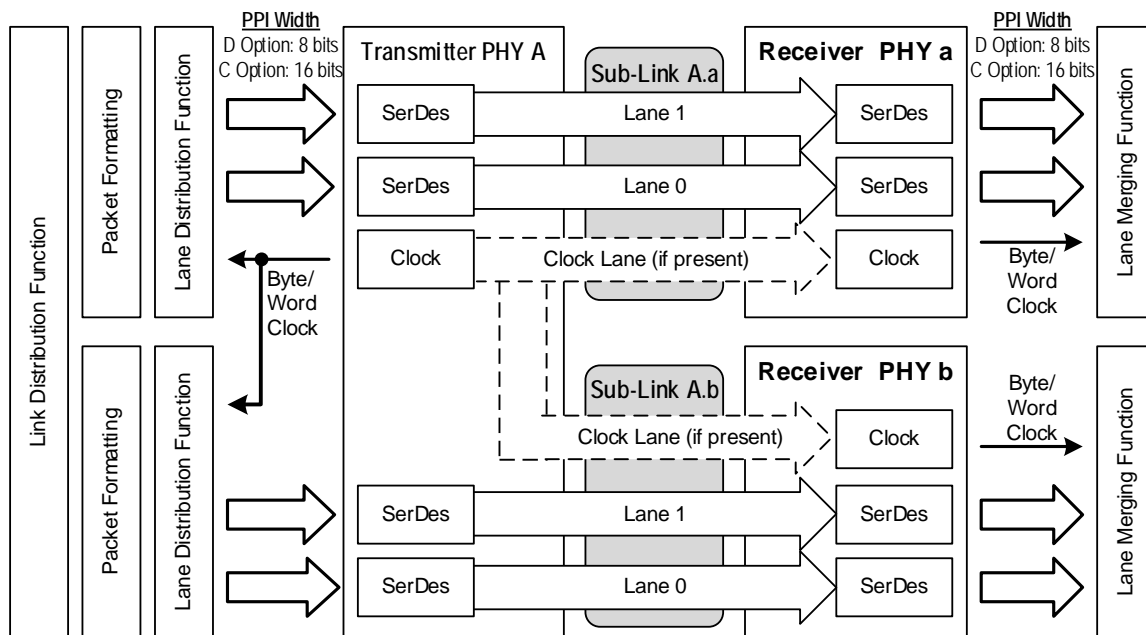 PPI Width
D Option: 8 bits
C Option: 16 bits
PPI Width
D Option: 8 bits
C Option: 16 bits
Link Distribution Function
Packet Formatting
Lane Distribution Function
Transmitter PHY A
Sub-Link A.a
Receiver PHY a
Lane Merging Function
SerDes
Lane 1
SerDes
SerDes
Lane 0
SerDes
Clock
Clock Lane (if present)
Clock
Byte/
Word
Clock
Byte/
Word
Clock
Packet Formatting
Lane Distribution Function
Sub-Link A.b
Receiver PHY b
Lane Merging Function
Clock Lane (if present)
Clock
Byte/
Word
Clock
SerDes
Lane 1
SerDes
SerDes
Lane 0
SerDes